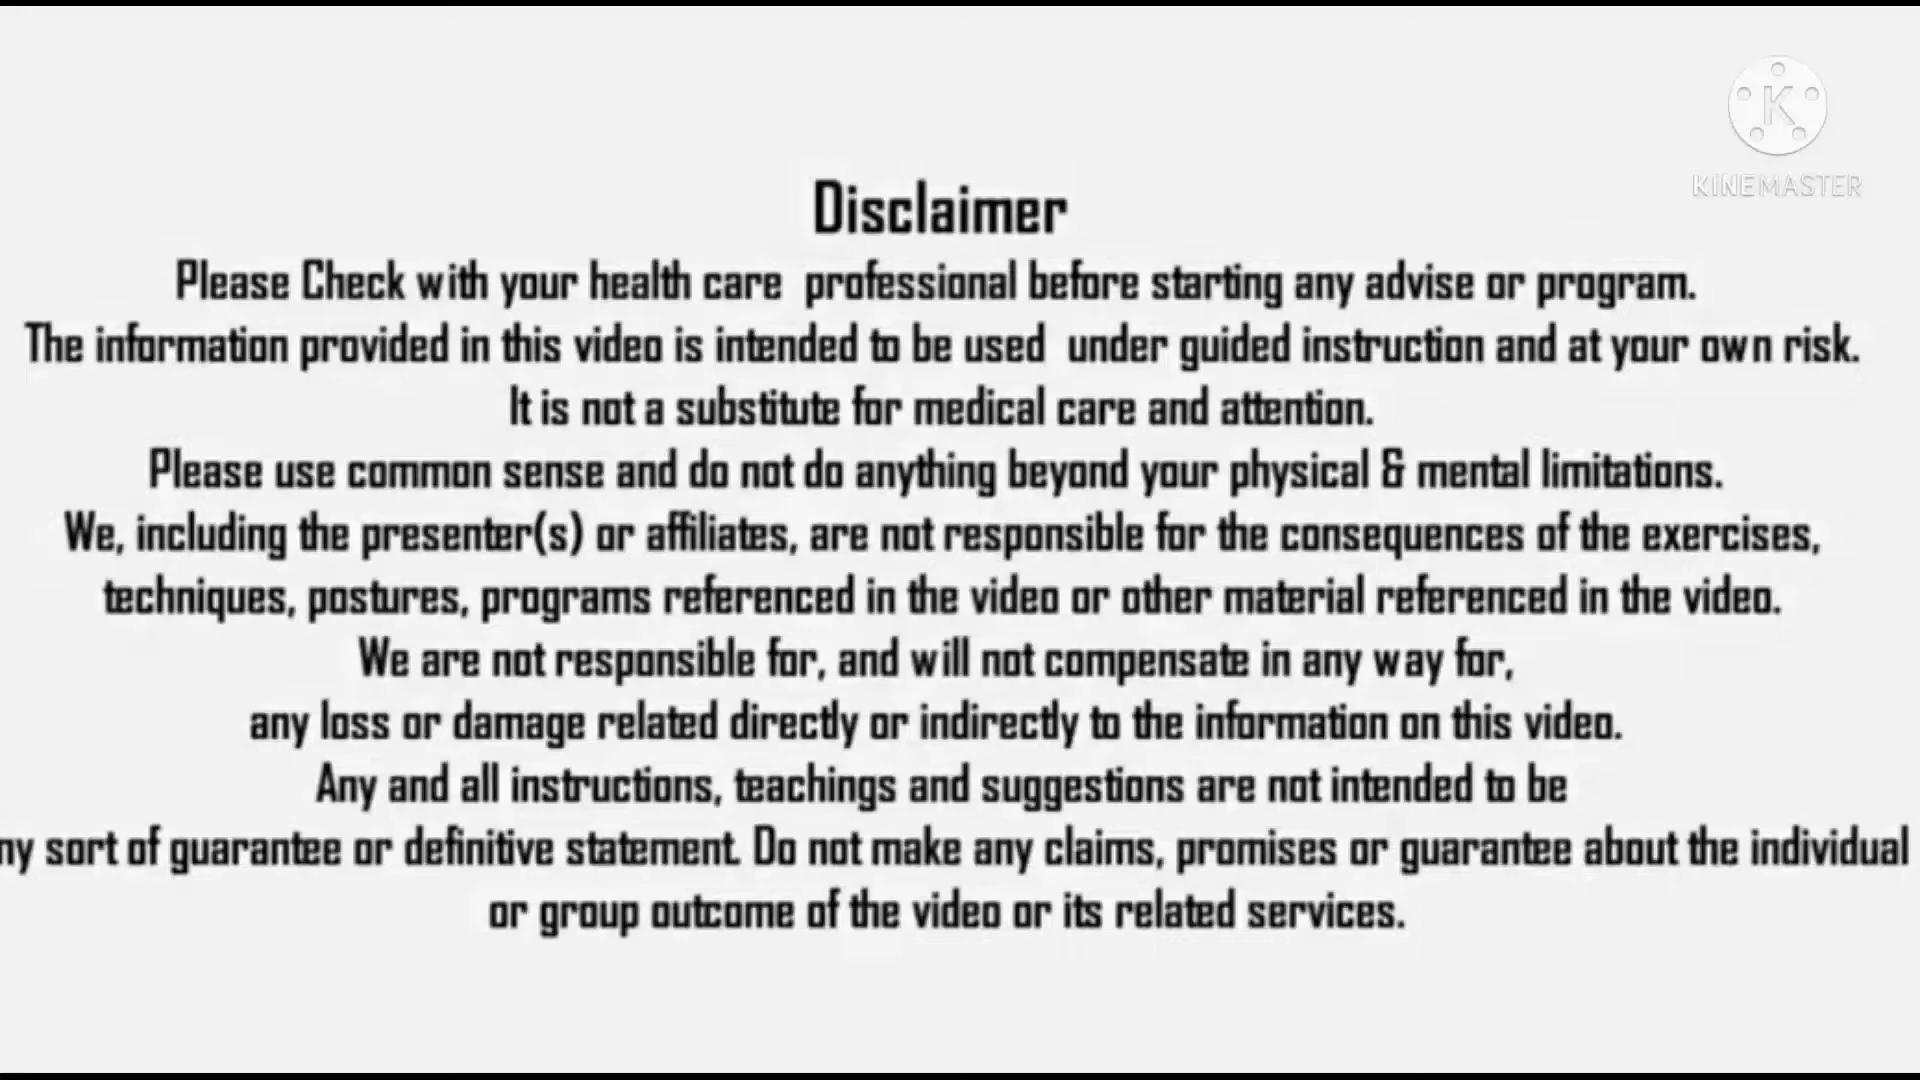 K
KINEMASTER
Disclaimer
Please Check with your health care professional before starting any advise or program.
The information provided in this video is intended to be used under guided instruction and at your own risk.
It is not a substitute for medical care and attention.
Please use common sense and do not do anything beyond your physical & mental limitations.
We, including the presenter(s) or affiliates, are not responsible for the consequences of the exercises,
techniques, postures, programs referenced in the video or other material referenced in the video.
We are not responsible for, and will not compensate in any way for,
any loss or damage related directly or indirectly to the information on this video.
Any and all instructions, teachings and suggestions are not intended to be
ny sort of guarantee or definitive statement. Do not make any claims, promises or guarantee about the individual
or group outcome of the video or its related services.